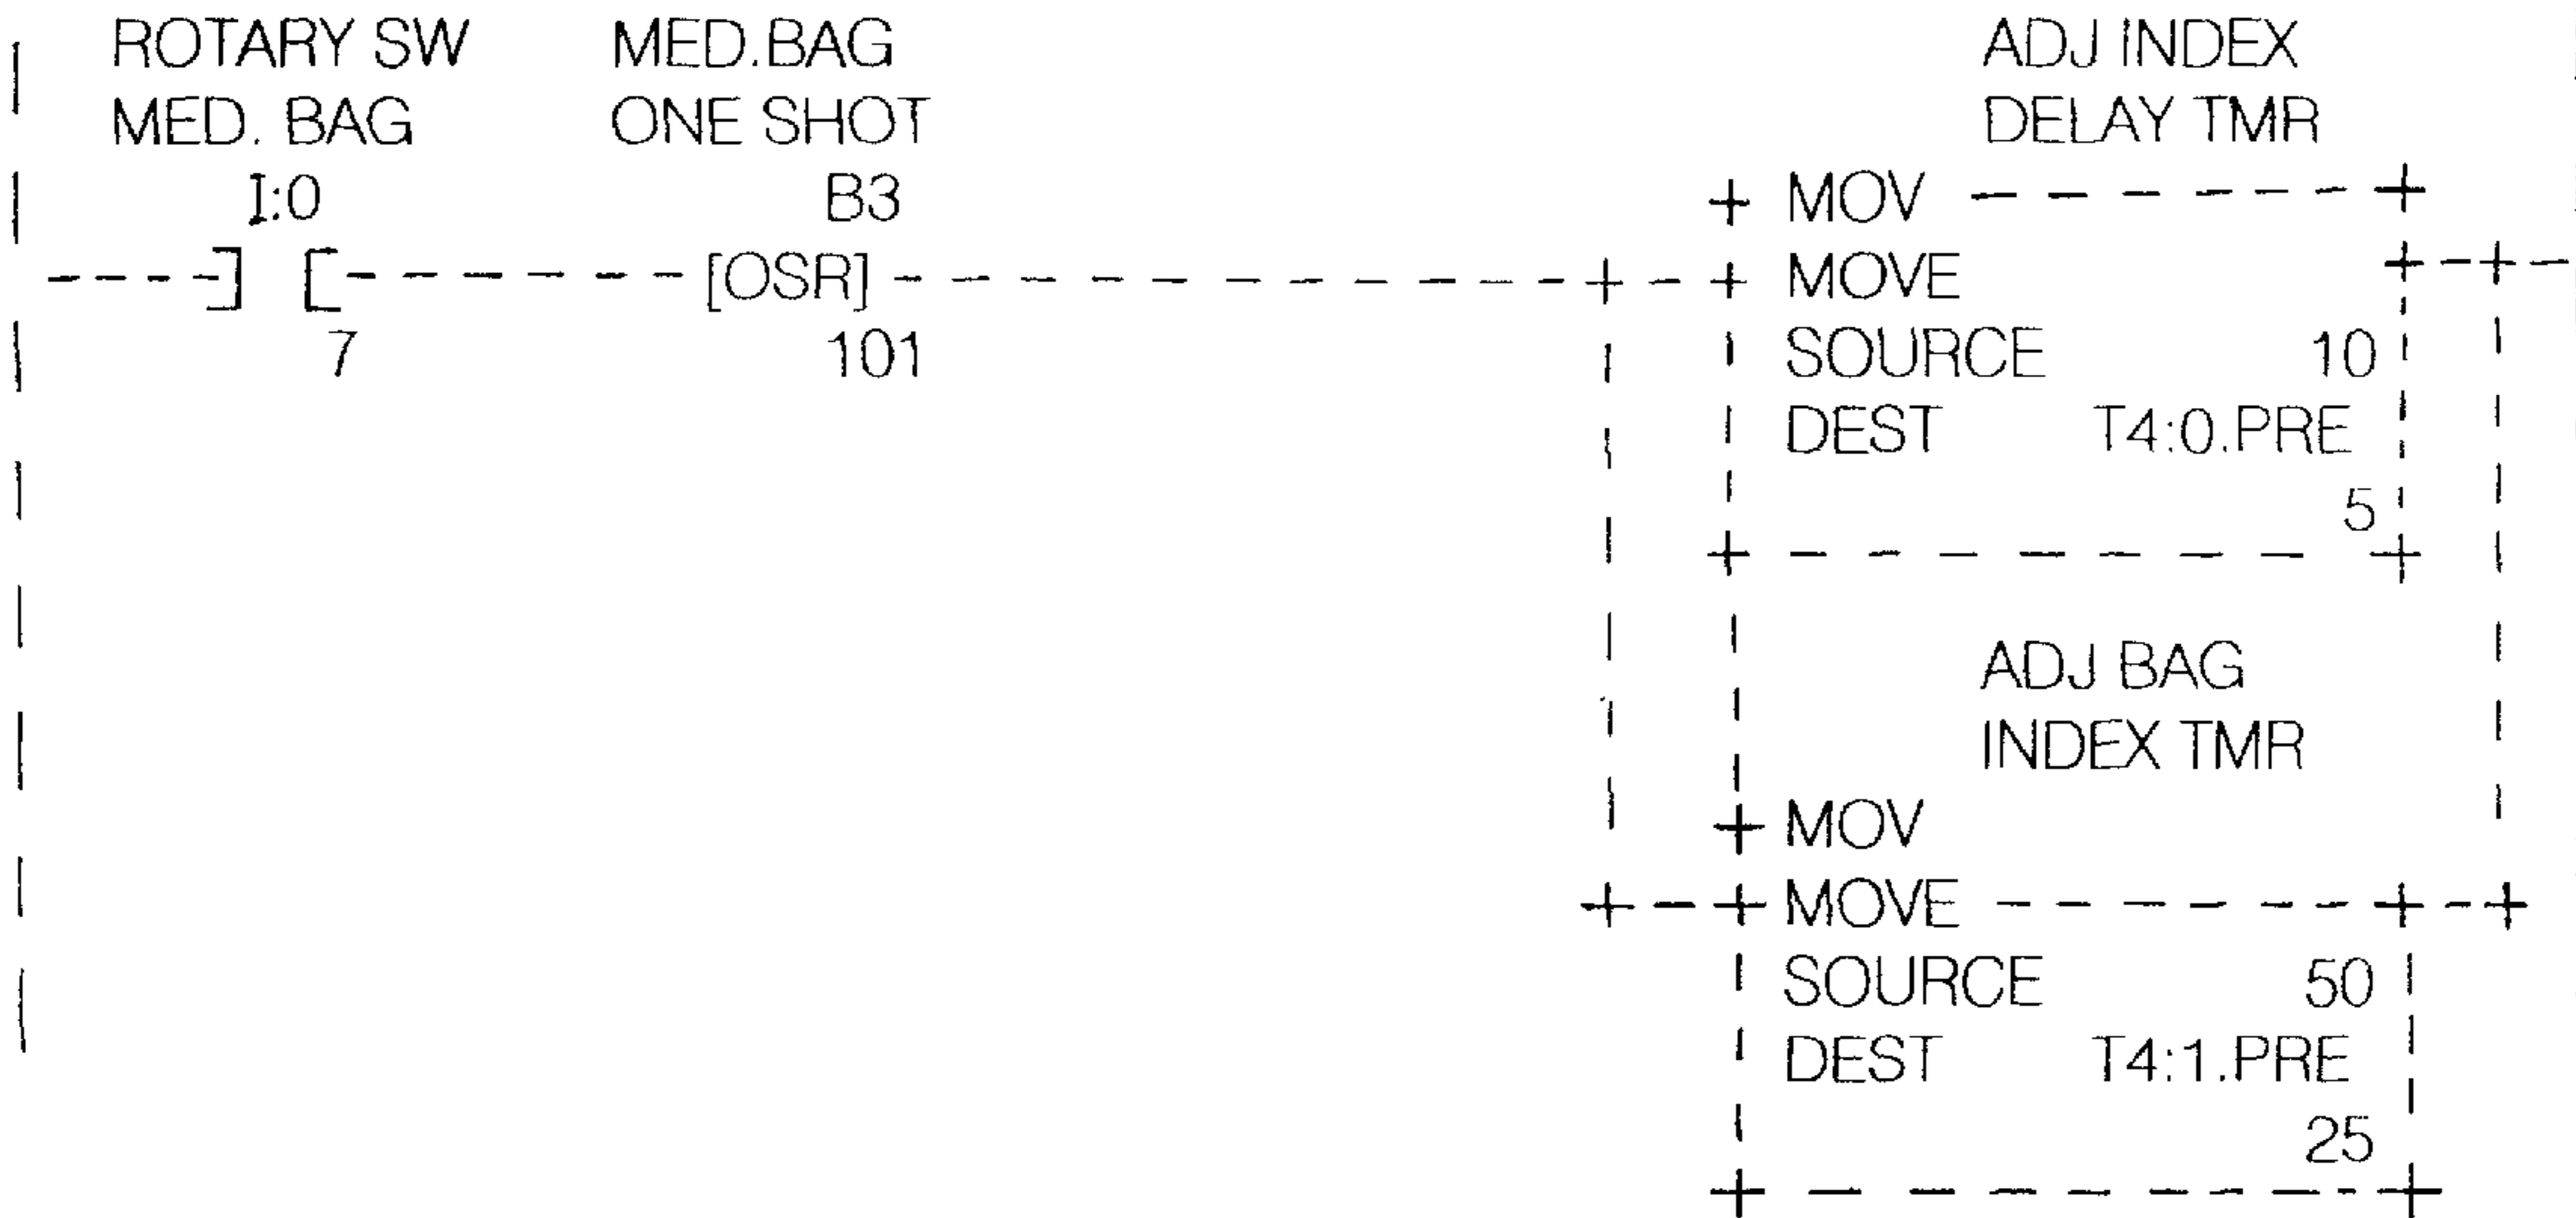 ROTARY SW
MED. BAG
I:0
] [
7
MED.BAG
ONE SHOT
B3
[OSR]
101
ADJ INDEX
DELAY TMR
MOV
MOVE
SOURCE 10
DEST T4:0.PRE
5
ADJ BAG
INDEX TMR
MOV
MOVE
SOURCE 50
DEST T4:1.PRE
25